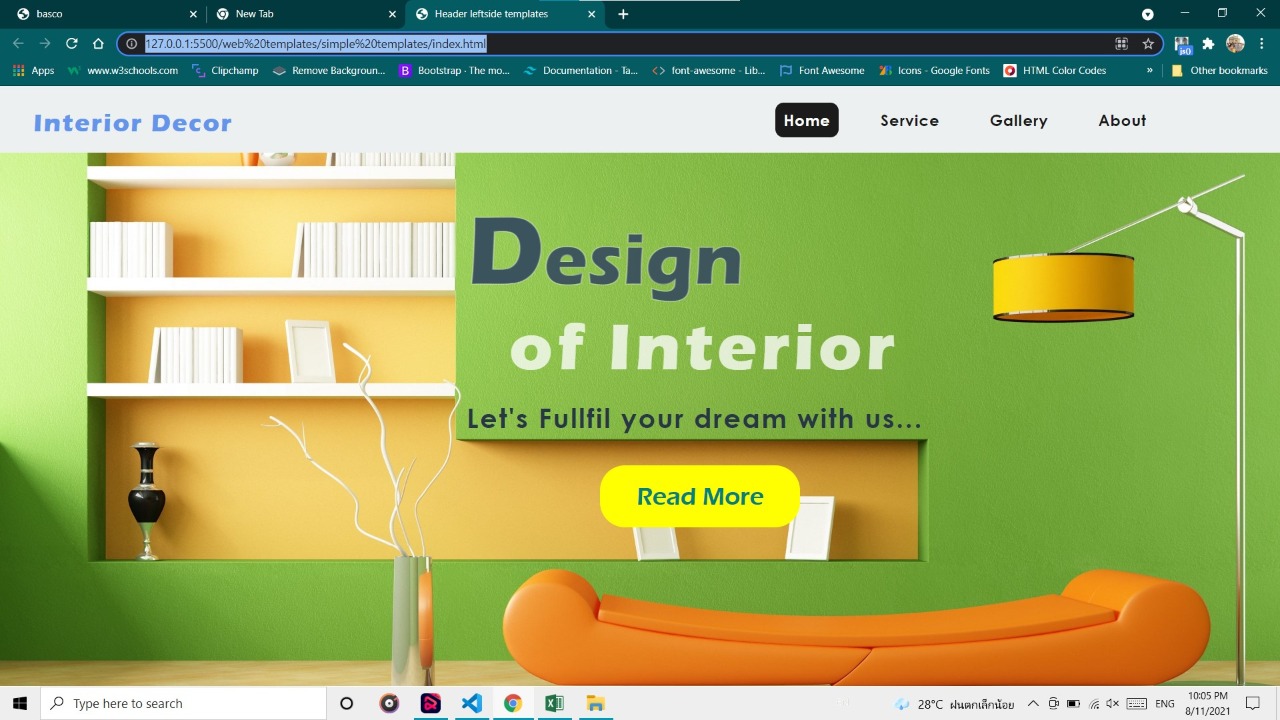 basco
New Tab
Header leftside templates
127.0.0.1:5500/web%20templates/simple%20templates/index.html
Apps
www.w3schools.com
Clipchamp
Remove Backgroun...
Bootstrap - The mo...
Documentation - Ta...
font-awesome - Lib...
Font Awesome
Icons - Google Fonts
HTML Color Codes
»
Other bookmarks
Interior Decor
Home
Service
Gallery
About
Design
of Interior
Let's Fullfil your dream with us...
Read More
Type here to search
28°C ฝนตกเล็กน้อย
ENG
10:05 PM
8/11/2021